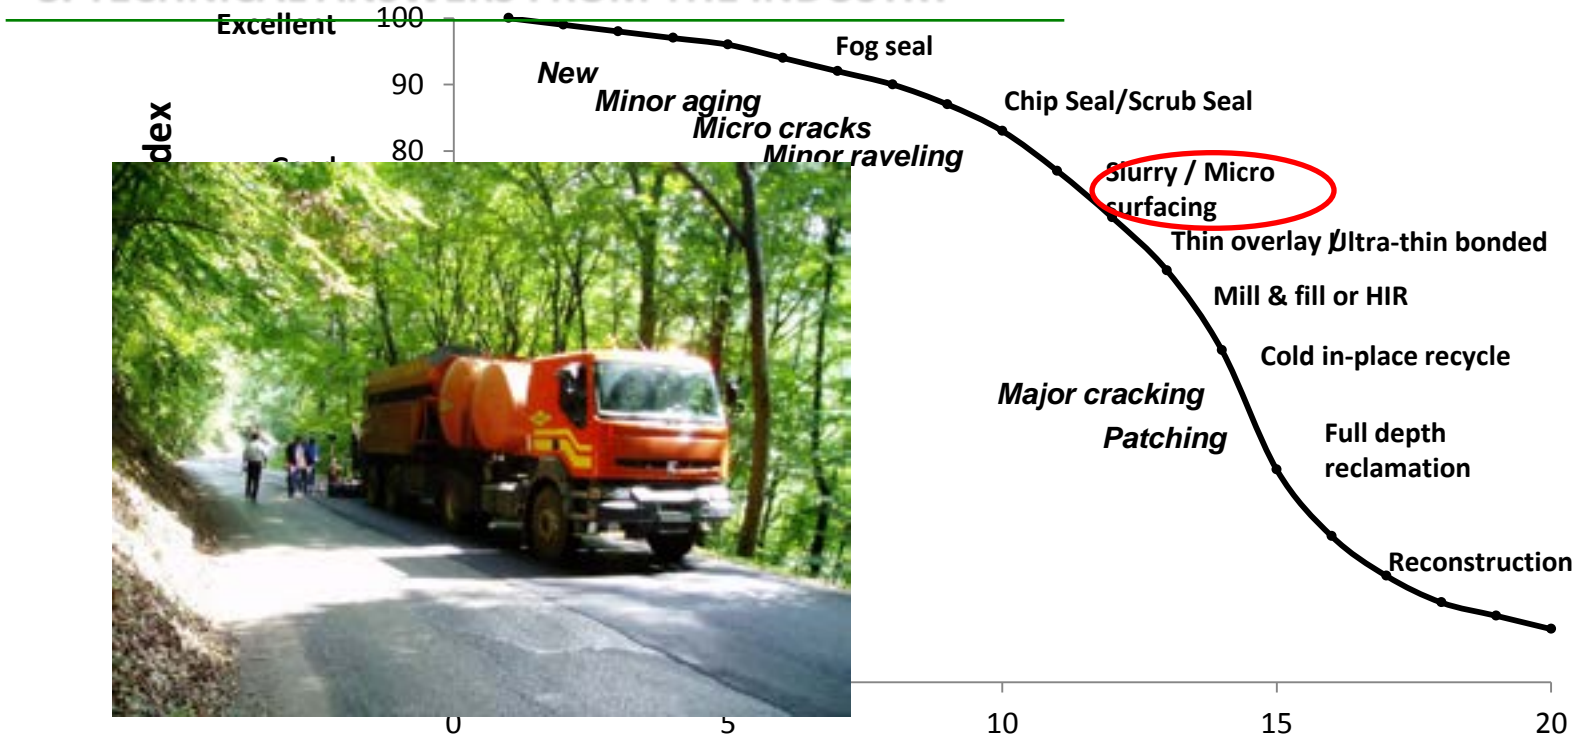 Excellent
100
Fog seal
New
90
Minor aging
Chip Seal/Scrub Seal
Micro cracks
80
Minor raveling
Slurry / Micro
surfacing
Thin overlay /Ultra-thin bonded
Mill & fill or HIR
Cold in-place recycle
Major cracking
Patching
Full depth
reclamation
Reconstruction
0
5
10
15
20